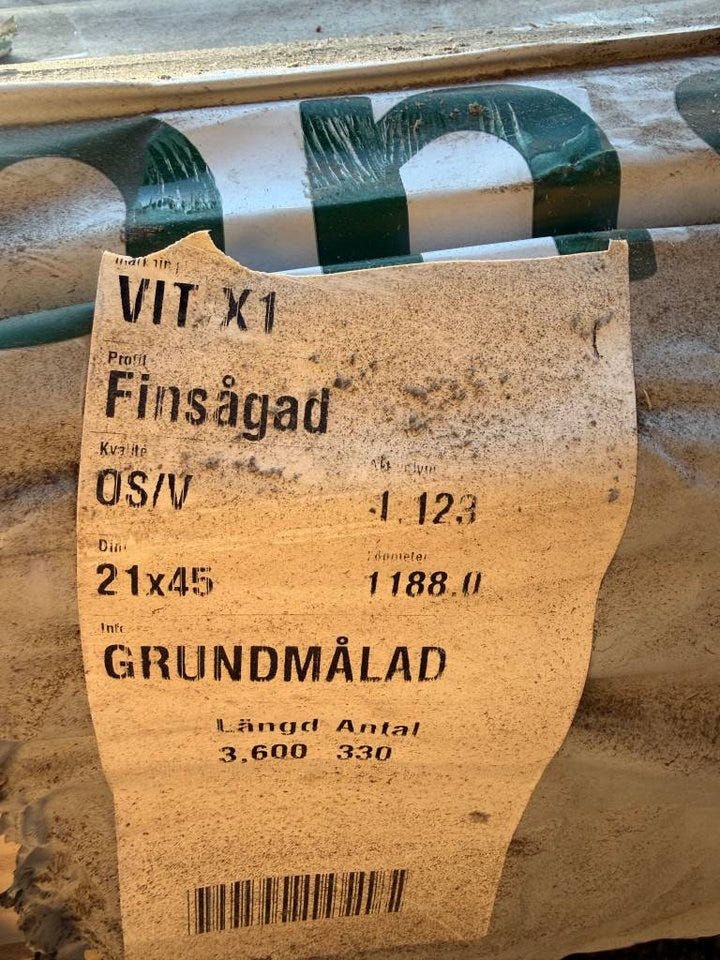 VIT X1
Profil
Finsågad
Kvalité
OS/V
1.123
Dim
21x45
Löpmeter
1188.0
Info
GRUNDMÅLAD
Längd Antal
3,600 330